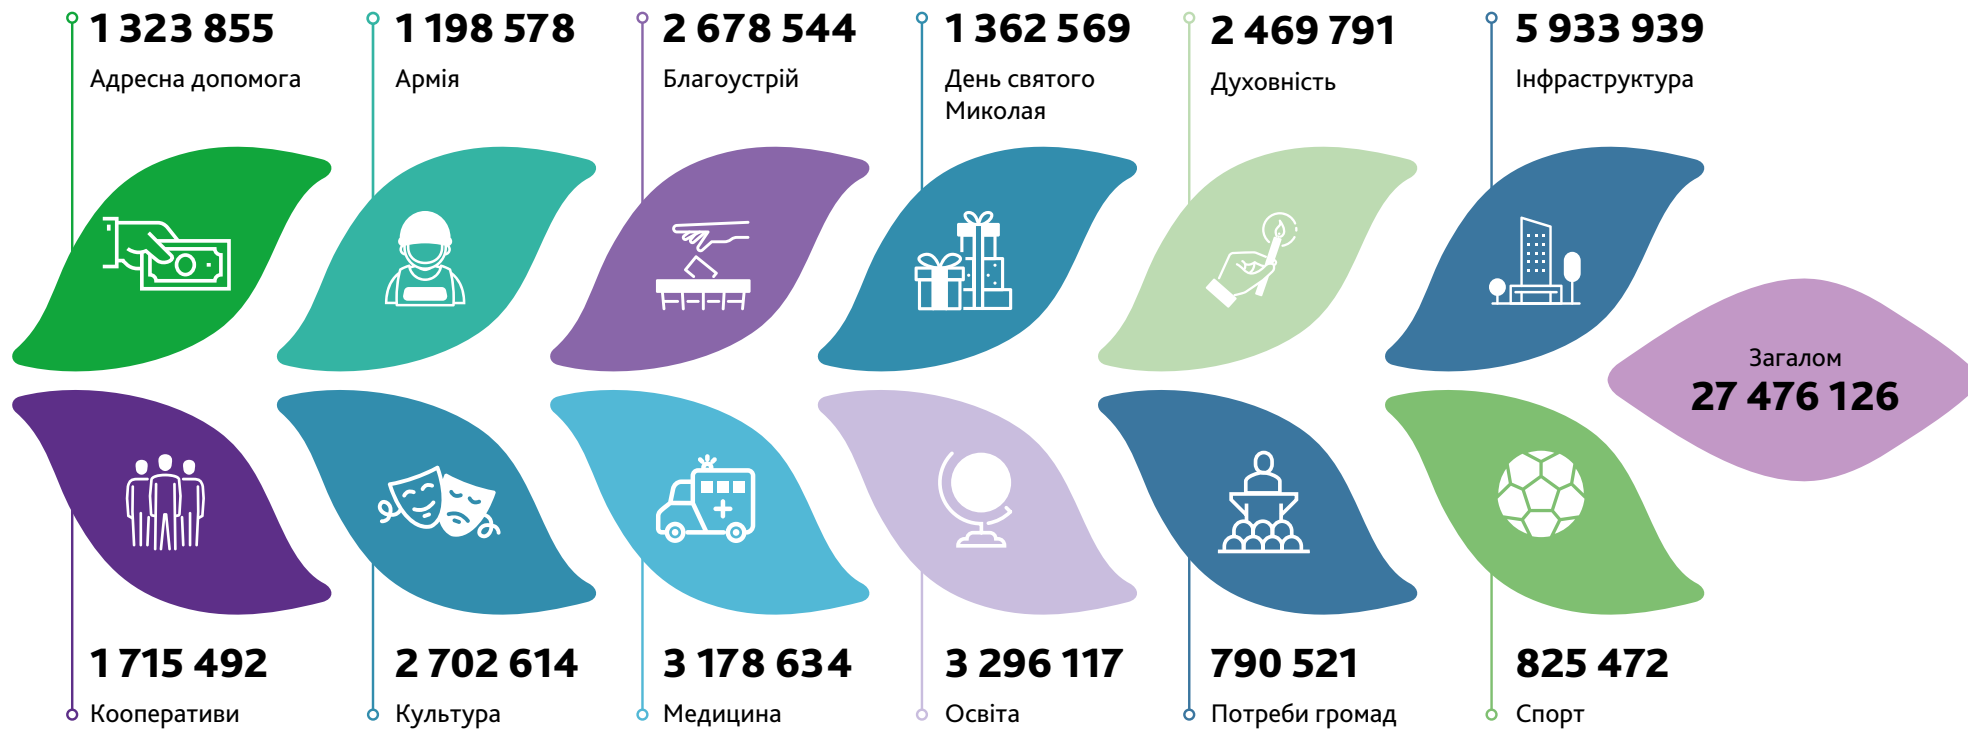 1 323 855
Адресна допомога
1 198 578
Армія
2 678 544
Благоустрій
1 362 569
День святого
Миколая
2 469 791
Духовність
5 933 939
Інфраструктура
Загалом
27 476 126
1 715 492
Кооперативи
2 702 614
Культура
3 178 634
Медицина
3 296 117
Освіта
790 521
Потреби громад
825 472
Спорт